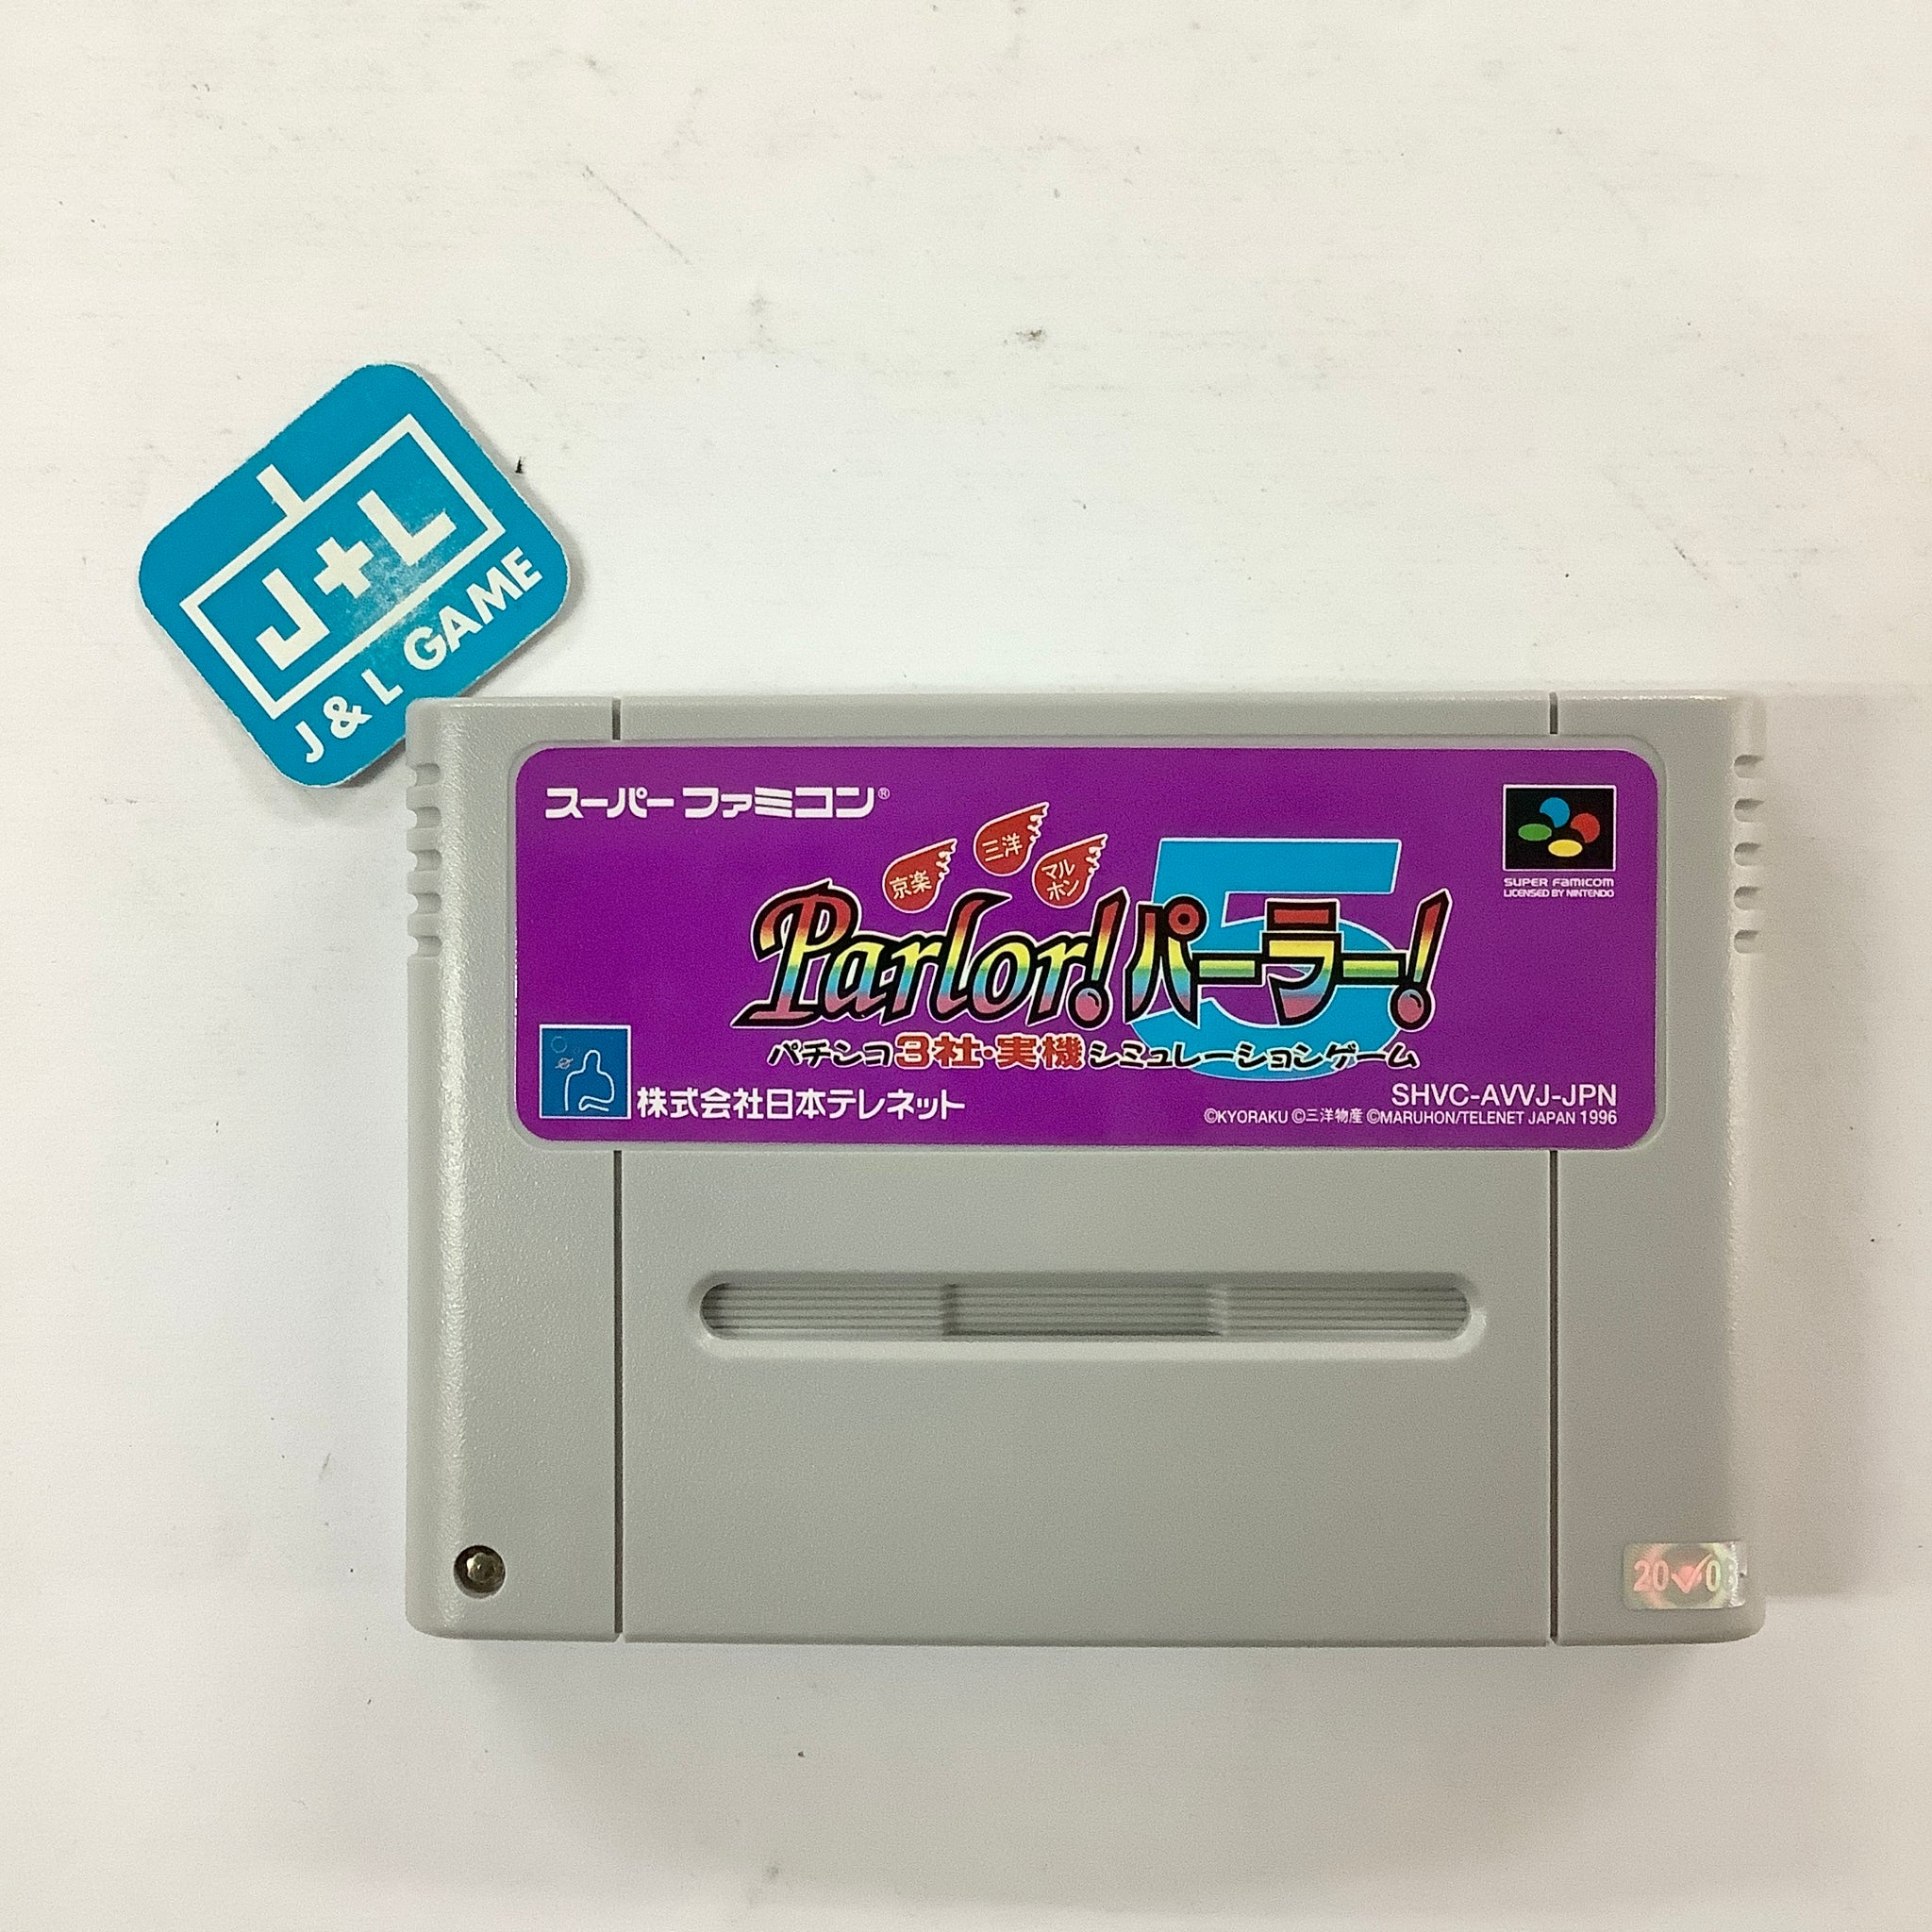 J+L
J & L GAME
スーパーファミコン®
京楽
三洋
マル
ホン
5
Parlor!パーラー!
パチンコ3社・実機シミュレーションゲーム
SUPER FAMICOM
LICENSED BY NINTENDO
株式会社日本テレネット
SHVC-AVVJ-JPN
©KYORAKU ©三洋物産 ©MARUHON/TELENET JAPAN 1996
20